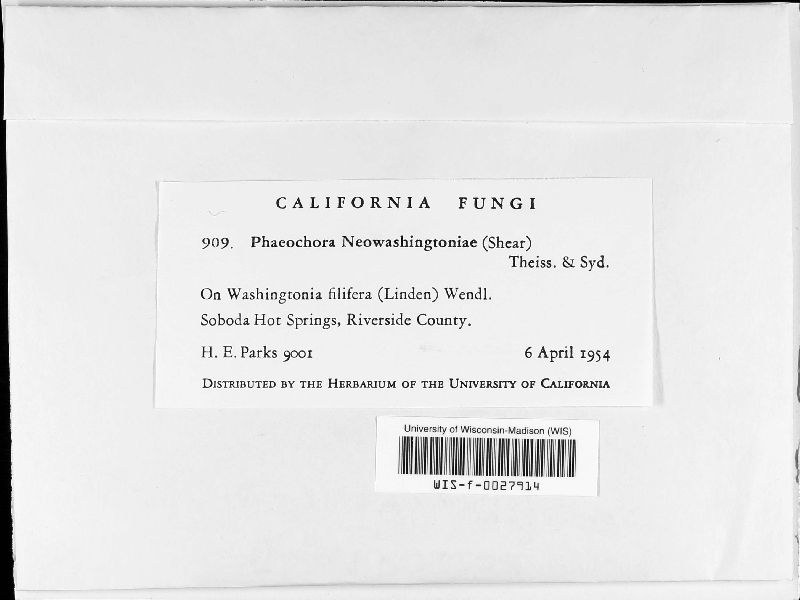 CALIFORNIA FUNGI
909. Phaeochora Neowashingtoniae (Shear)
Theiss. & Syd.
On Washingtonia filifera (Linden) Wendl.
Soboda Hot Springs, Riverside County.
H. E. Parks 9001 6 April 1954
DISTRIBUTED BY THE HERBARIUM OF THE UNIVERSITY OF CALIFORNIA
University of Wisconsin-Madison (WIS)
WIS-f-0027914